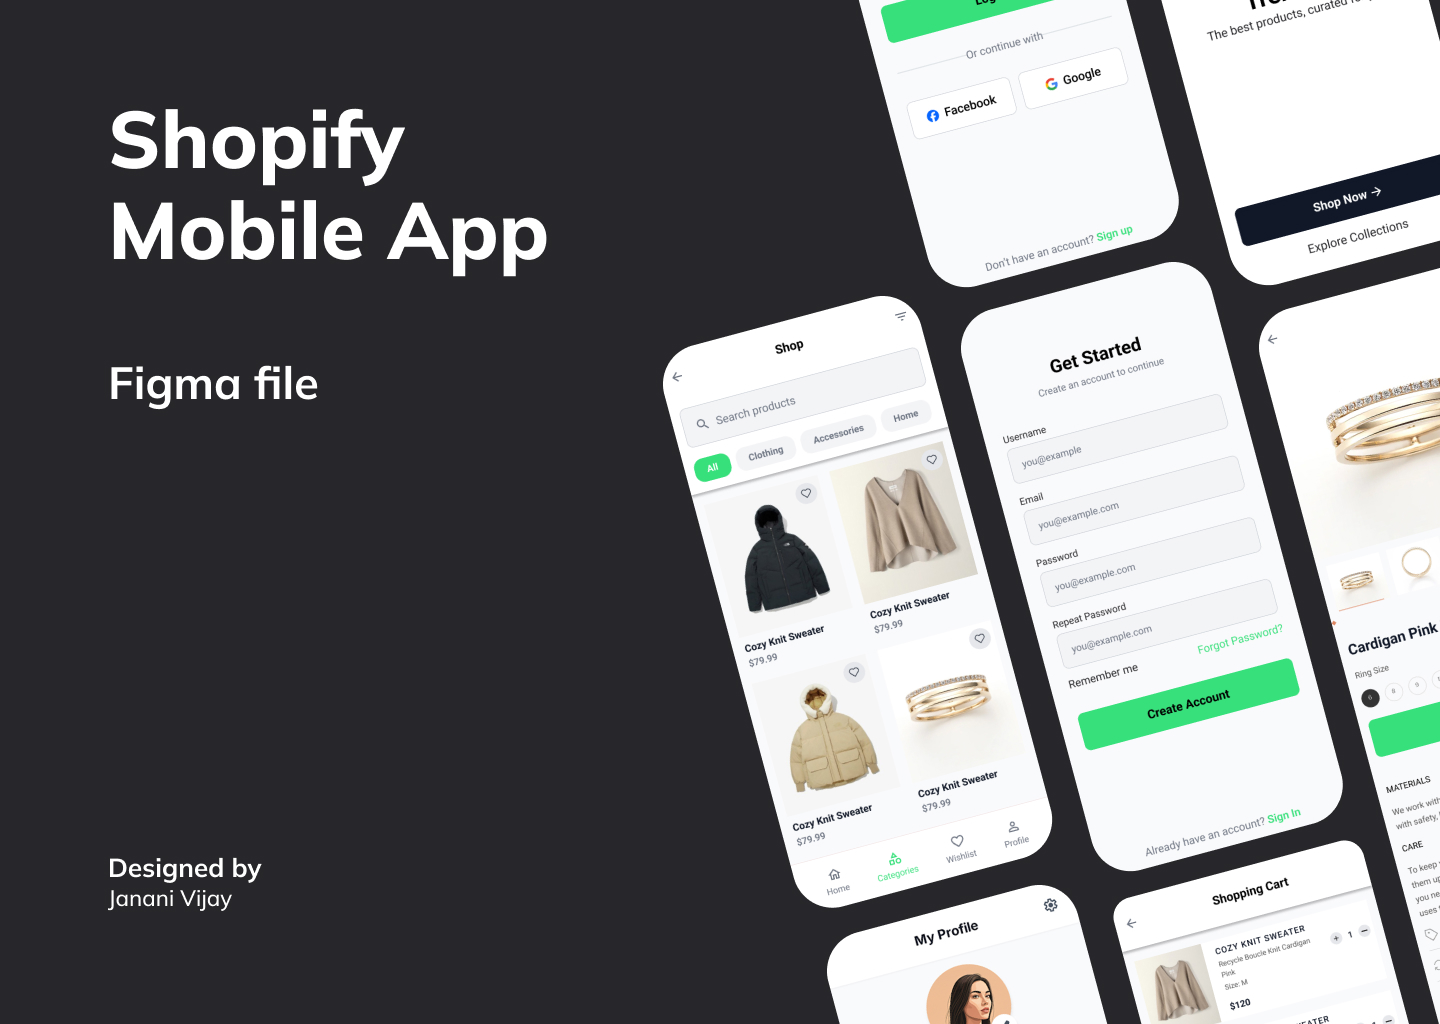 Shopify
Mobile App
Figma file
Designed by
Janani Vijay
Or continue with
Facebook
Google
Don't have an account? Sign up
The best products, curated
Shop Now
Explore Collections
Shop
Search products
All
Clothing
Accessories
Home
Cozy Knit Sweater
$79.99
Cozy Knit Sweater
$79.99
Cozy Knit Sweater
$79.99
Cozy Knit Sweater
$79.99
Home
Categories
Wishlist
Profile
Get Started
Create an account to continue
Username
you@example
Email
you@example.com
Password
you@example.com
Repeat Password
you@example.com
Forgot Password?
Remember me
Create Account
Already have an account? Sign In
Cardigan Pink
Ring Size
6
8
9
MATERIALS
We work with
with safety,
CARE
To keep
them up
you ne
uses
My Profile
Shopping Cart
COZY KNIT SWEATER
Recycle Boucle Knit Cardigan
Pink
Size: M
$120
+ 1 −